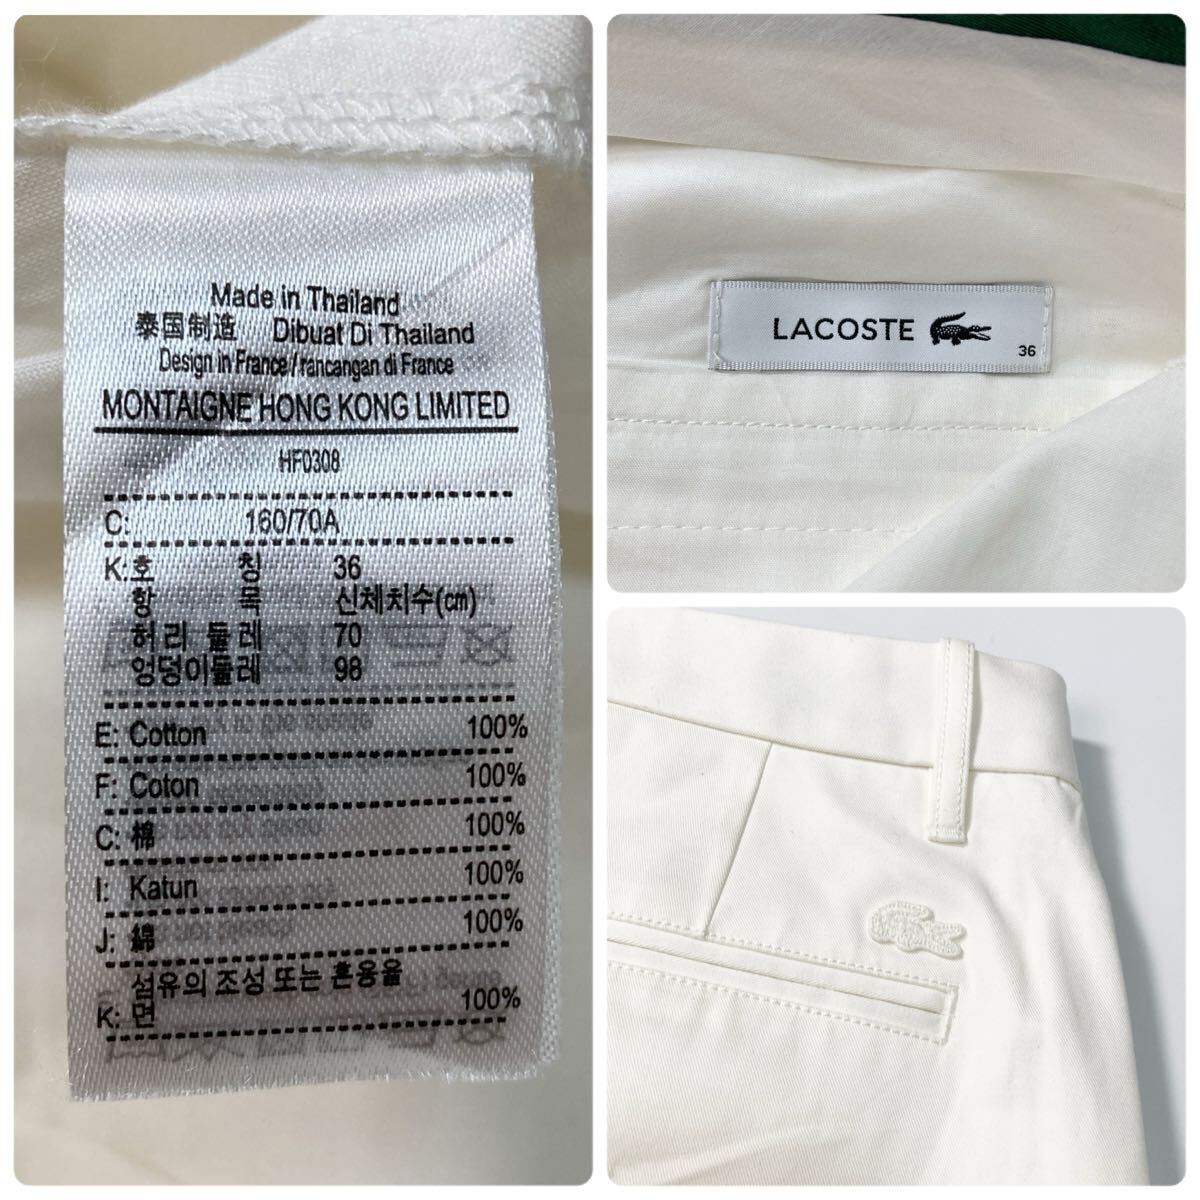 Made in Thailand
泰国制造 Dibuat Di Thailand
Design in France / rancangan di France
MONTAIGNE HONG KONG LIMITED
HF0308
C: 160/70A
K: 호 칭 36
항 목 신체치수(cm)
허리 둘레 70
엉덩이둘레 98
E: Cotton 100%
F: Coton 100%
C: 棉 100%
I: Katun 100%
J: 綿 100%
섬유의 조성 또는 혼용율
K: 면 100%
LACOSTE
36